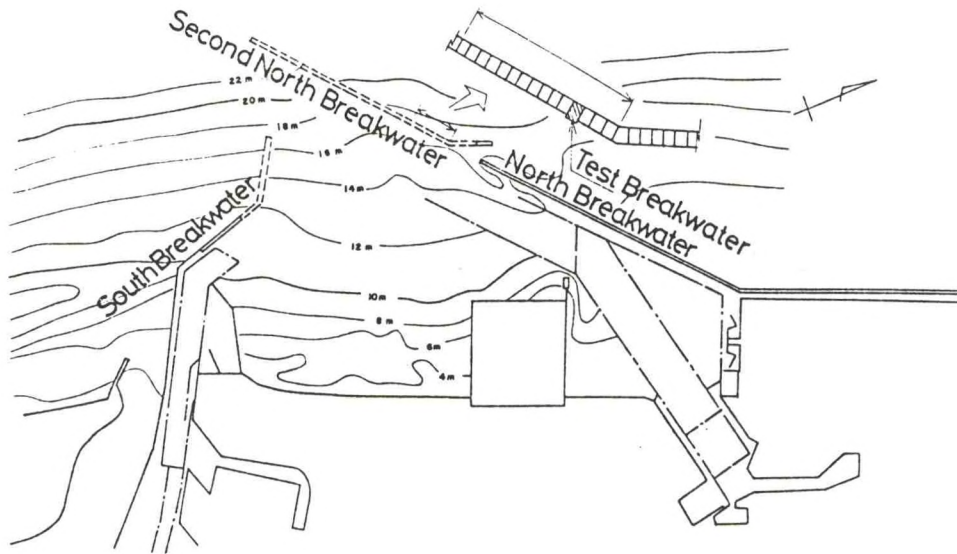 Second North Breakwater
Test Breakwater
North Breakwater
South Breakwater
22 m
20 m
18 m
16 m
14 m
12 m
10 m
8 m
6 m
4 m